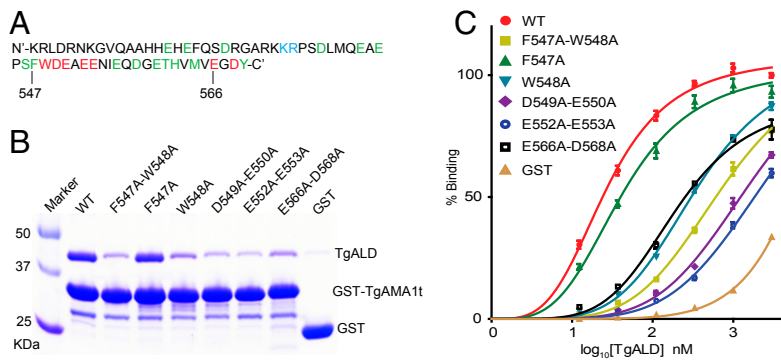 A
N'-KRLDRNKGVQAAHHEHEFQSDRGARKKRPSDLMQEAE
PSFWDEAEENIEQDGETHVMVEGDY-C'
547 566
B
Marker WT F547A-W548A F547A W548A D549A-E550A E552A-E553A E566A-D568A GST
50
37
25
KDa
TgALD
GST-TgAMA1t
GST
C
WT
F547A-W548A
F547A
W548A
D549A-E550A
E552A-E553A
E566A-D568A
GST
% Binding
100
50
0
0 1 2 3
log10[TgALD] nM